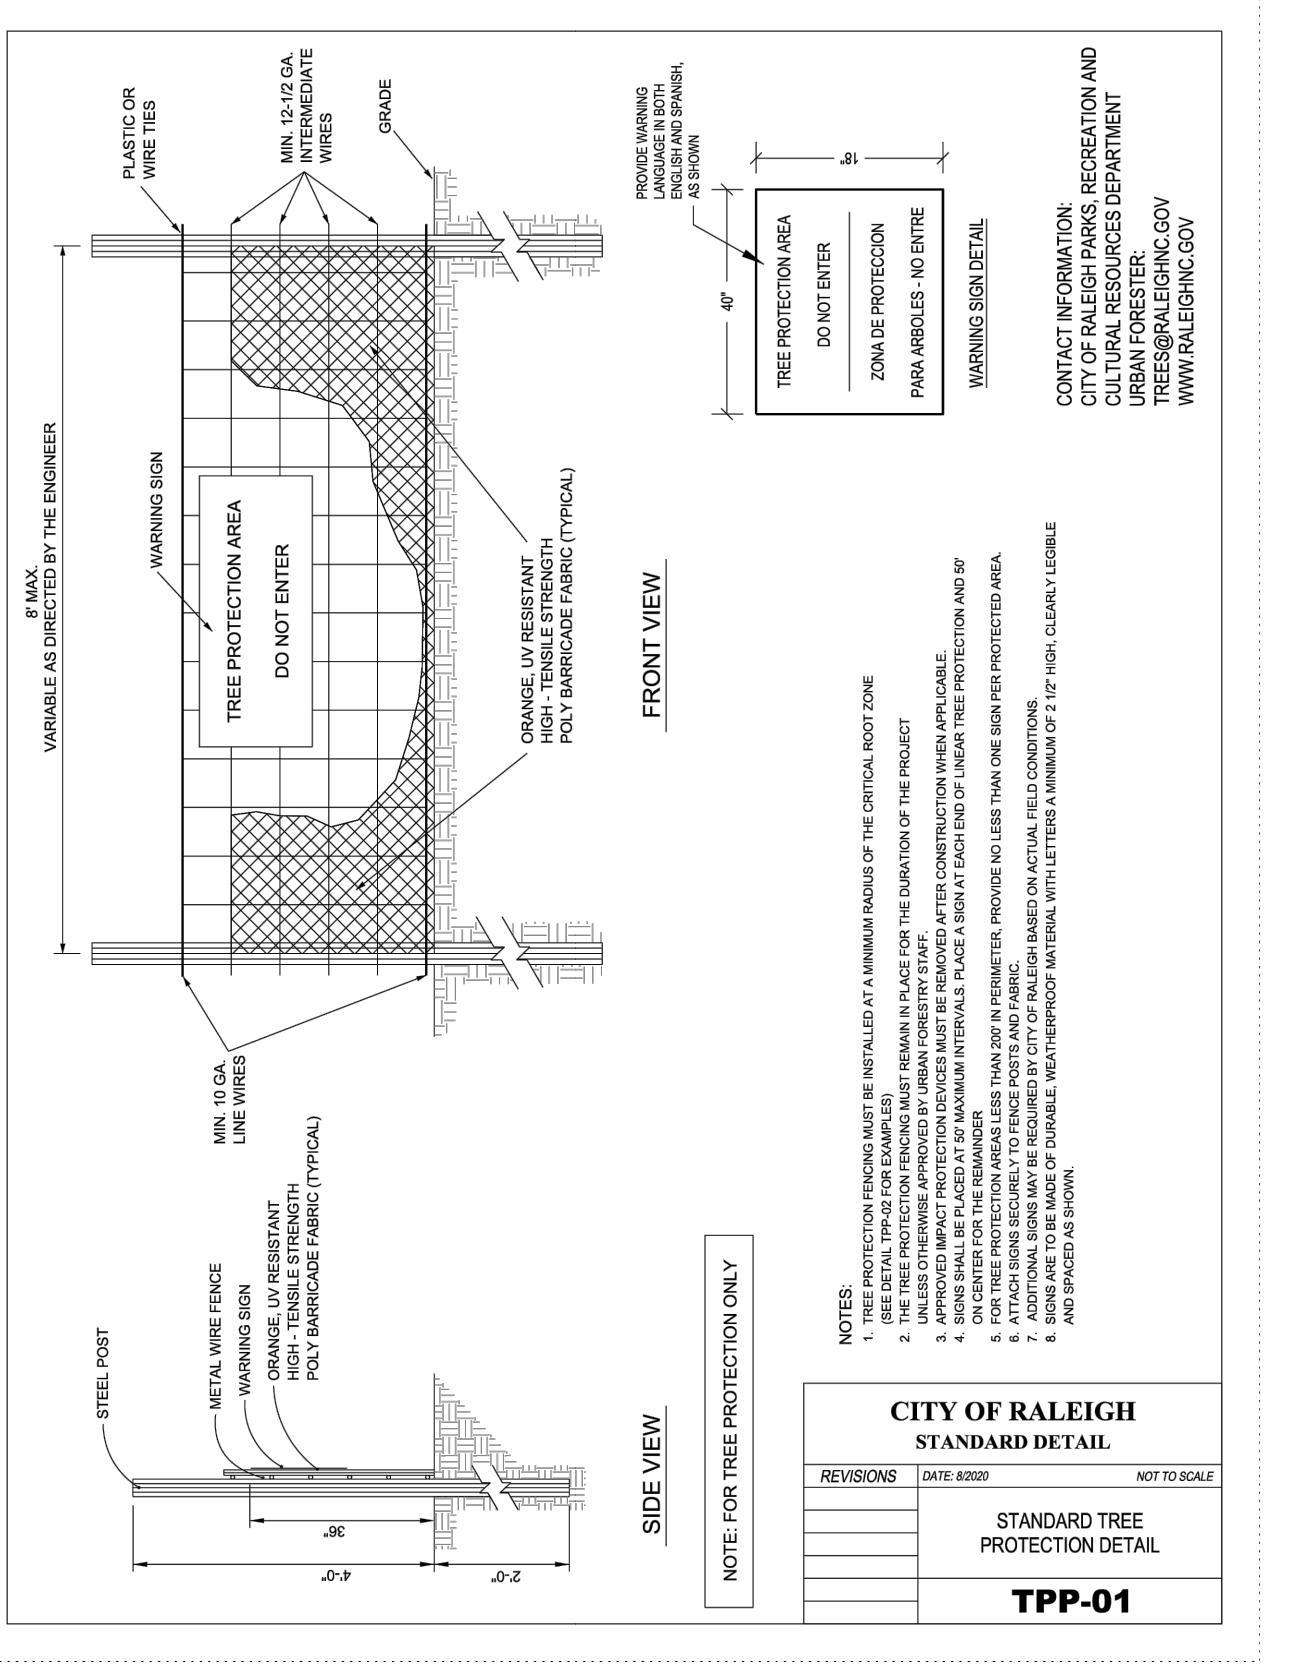 8' MAX.
VARIABLE AS DIRECTED BY THE ENGINEER
PLASTIC OR
WIRE TIES
MIN. 12-1/2 GA.
INTERMEDIATE
WIRES
GRADE
WARNING SIGN
TREE PROTECTION AREA
DO NOT ENTER
MIN. 10 GA.
LINE WIRES
ORANGE, UV RESISTANT
HIGH - TENSILE STRENGTH
POLY BARRICADE FABRIC (TYPICAL)
FRONT VIEW
STEEL POST
METAL WIRE FENCE
WARNING SIGN
ORANGE, UV RESISTANT
HIGH - TENSILE STRENGTH
POLY BARRICADE FABRIC (TYPICAL)
36"
4'-0"
2'-0"
SIDE VIEW
NOTE: FOR TREE PROTECTION ONLY
PROVIDE WARNING
LANGUAGE IN BOTH
ENGLISH AND SPANISH,
AS SHOWN
40"
18"
TREE PROTECTION AREA
DO NOT ENTER
ZONA DE PROTECCION
PARA ARBOLES - NO ENTRE
WARNING SIGN DETAIL
NOTES:
1. TREE PROTECTION FENCING MUST BE INSTALLED AT A MINIMUM RADIUS OF THE CRITICAL ROOT ZONE
(SEE DETAIL TPP-02 FOR EXAMPLES)
2. THE TREE PROTECTION FENCING MUST REMAIN IN PLACE FOR THE DURATION OF THE PROJECT
UNLESS OTHERWISE APPROVED BY URBAN FORESTRY STAFF.
3. APPROVED IMPACT PROTECTION DEVICES MUST BE REMOVED AFTER CONSTRUCTION WHEN APPLICABLE.
4. SIGNS SHALL BE PLACED AT 50' MAXIMUM INTERVALS. PLACE A SIGN AT EACH END OF LINEAR TREE PROTECTION AND 50'
ON CENTER FOR THE REMAINDER
5. FOR TREE PROTECTION AREAS LESS THAN 200' IN PERIMETER, PROVIDE NO LESS THAN ONE SIGN PER PROTECTED AREA.
6. ATTACH SIGNS SECURELY TO FENCE POSTS AND FABRIC.
7. ADDITIONAL SIGNS MAY BE REQUIRED BY CITY OF RALEIGH BASED ON ACTUAL FIELD CONDITIONS.
8. SIGNS ARE TO BE MADE OF DURABLE, WEATHERPROOF MATERIAL WITH LETTERS A MINIMUM OF 2 1/2" HIGH, CLEARLY LEGIBLE
AND SPACED AS SHOWN.
CONTACT INFORMATION:
CITY OF RALEIGH PARKS, RECREATION AND
CULTURAL RESOURCES DEPARTMENT
URBAN FORESTER:
TREES@RALEIGHNC.GOV
WWW.RALEIGHNC.GOV
CITY OF RALEIGH
STANDARD DETAIL
REVISIONS
DATE: 8/2020
NOT TO SCALE
STANDARD TREE
PROTECTION DETAIL
TPP-01